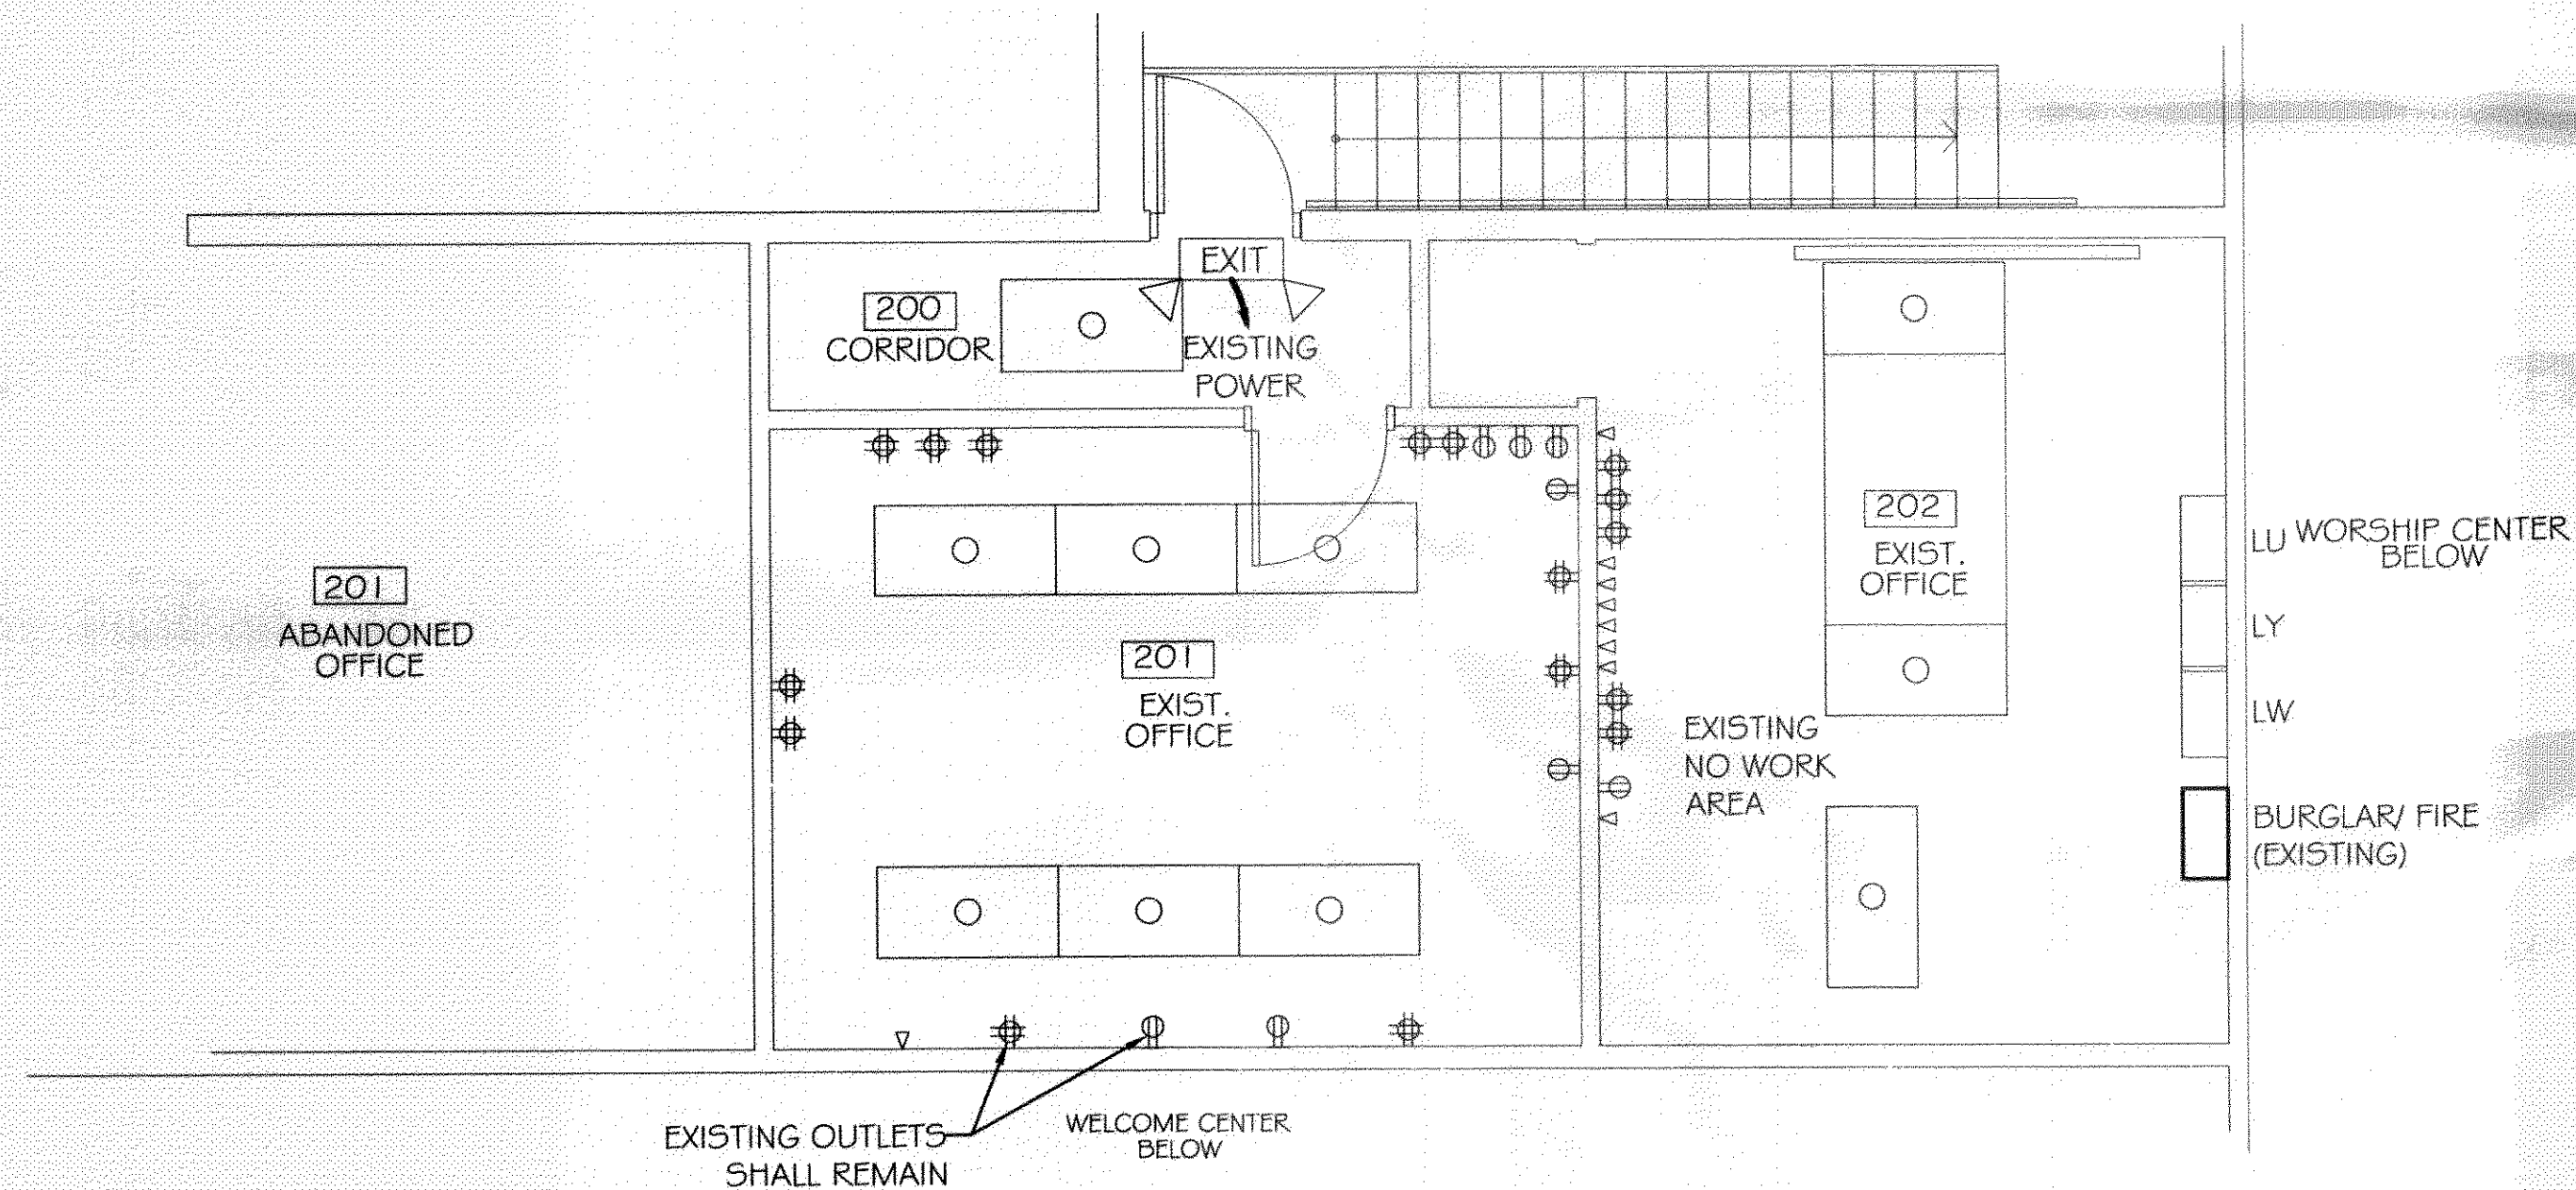 EXIT
200
CORRIDOR
EXISTING
POWER
202
EXIST.
OFFICE
LU
WORSHIP CENTER
BELOW
201
ABANDONED
OFFICE
LY
201
EXIST.
OFFICE
LW
EXISTING
NO WORK
AREA
BURGLAR/ FIRE
(EXISTING)
EXISTING OUTLETS
SHALL REMAIN
WELCOME CENTER
BELOW